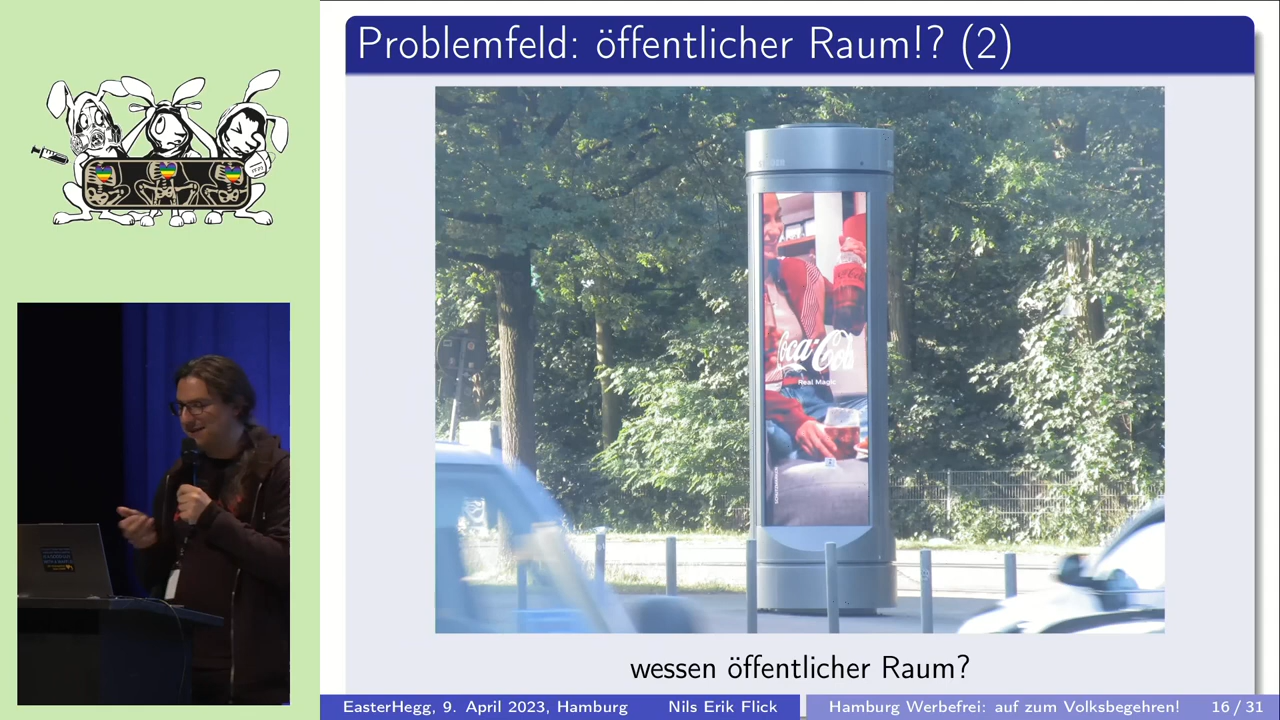 Problemfeld: öffentlicher Raum!? (2)
Coca-Cola
Real Magic
wessen öffentlicher Raum?
EasterHegg, 9. April 2023, Hamburg Nils Erik Flick Hamburg Werbefrei: auf zum Volksbegehren! 16 / 31